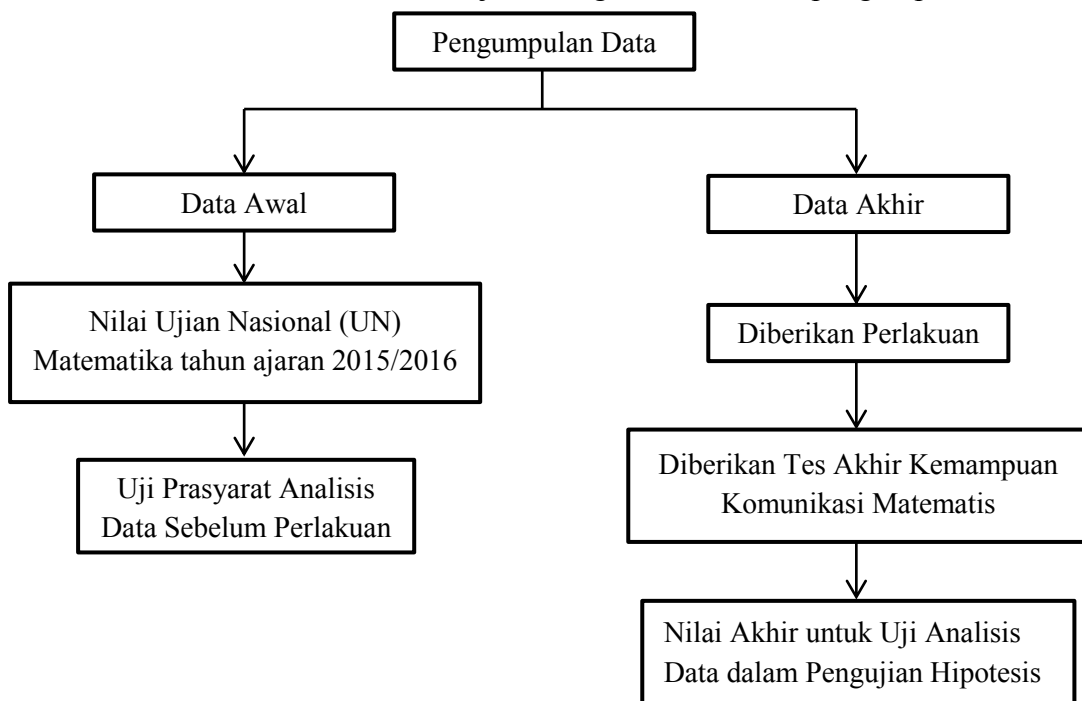 Pengumpulan Data
Data Awal
Nilai Ujian Nasional (UN)
Matematika tahun ajaran 2015/2016
Uji Prasyarat Analisis
Data Sebelum Perlakuan
Data Akhir
Diberikan Perlakuan
Diberikan Tes Akhir Kemampuan
Komunikasi Matematis
Nilai Akhir untuk Uji Analisis
Data dalam Pengujian Hipotesis